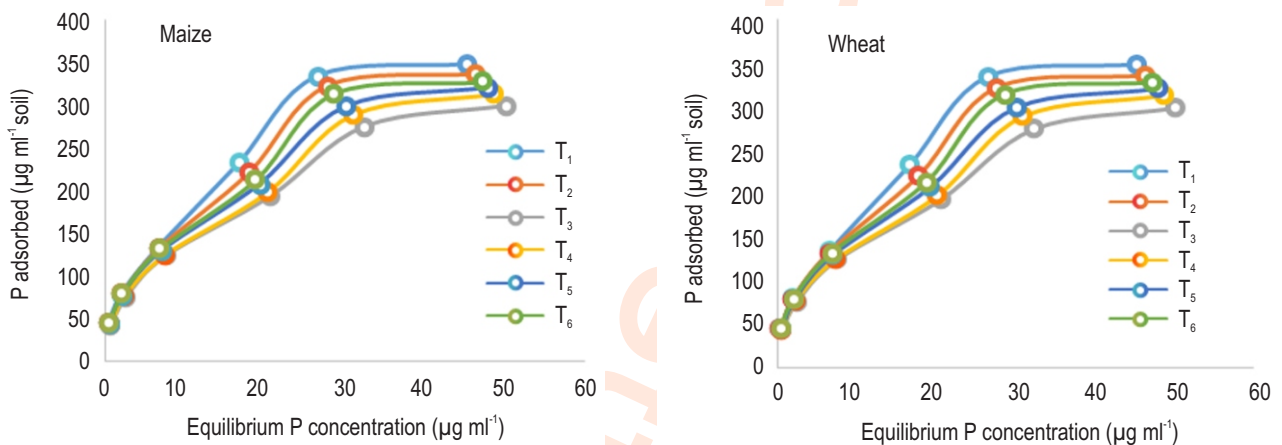 Maize
400
350
300
250
200
150
100
50
0
P adsorbed (µg ml⁻¹ soil)
0 10 20 30 40 50 60
Equilibrium P concentration (µg ml⁻¹)
T₁
T₂
T₃
T₄
T₅
T₆
Wheat
400
350
300
250
200
150
100
50
0
P adsorbed (µg ml⁻¹ soil)
0 10 20 30 40 50 60
Equilibrium P concentration (µg ml⁻¹)
T₁
T₂
T₃
T₄
T₅
T₆